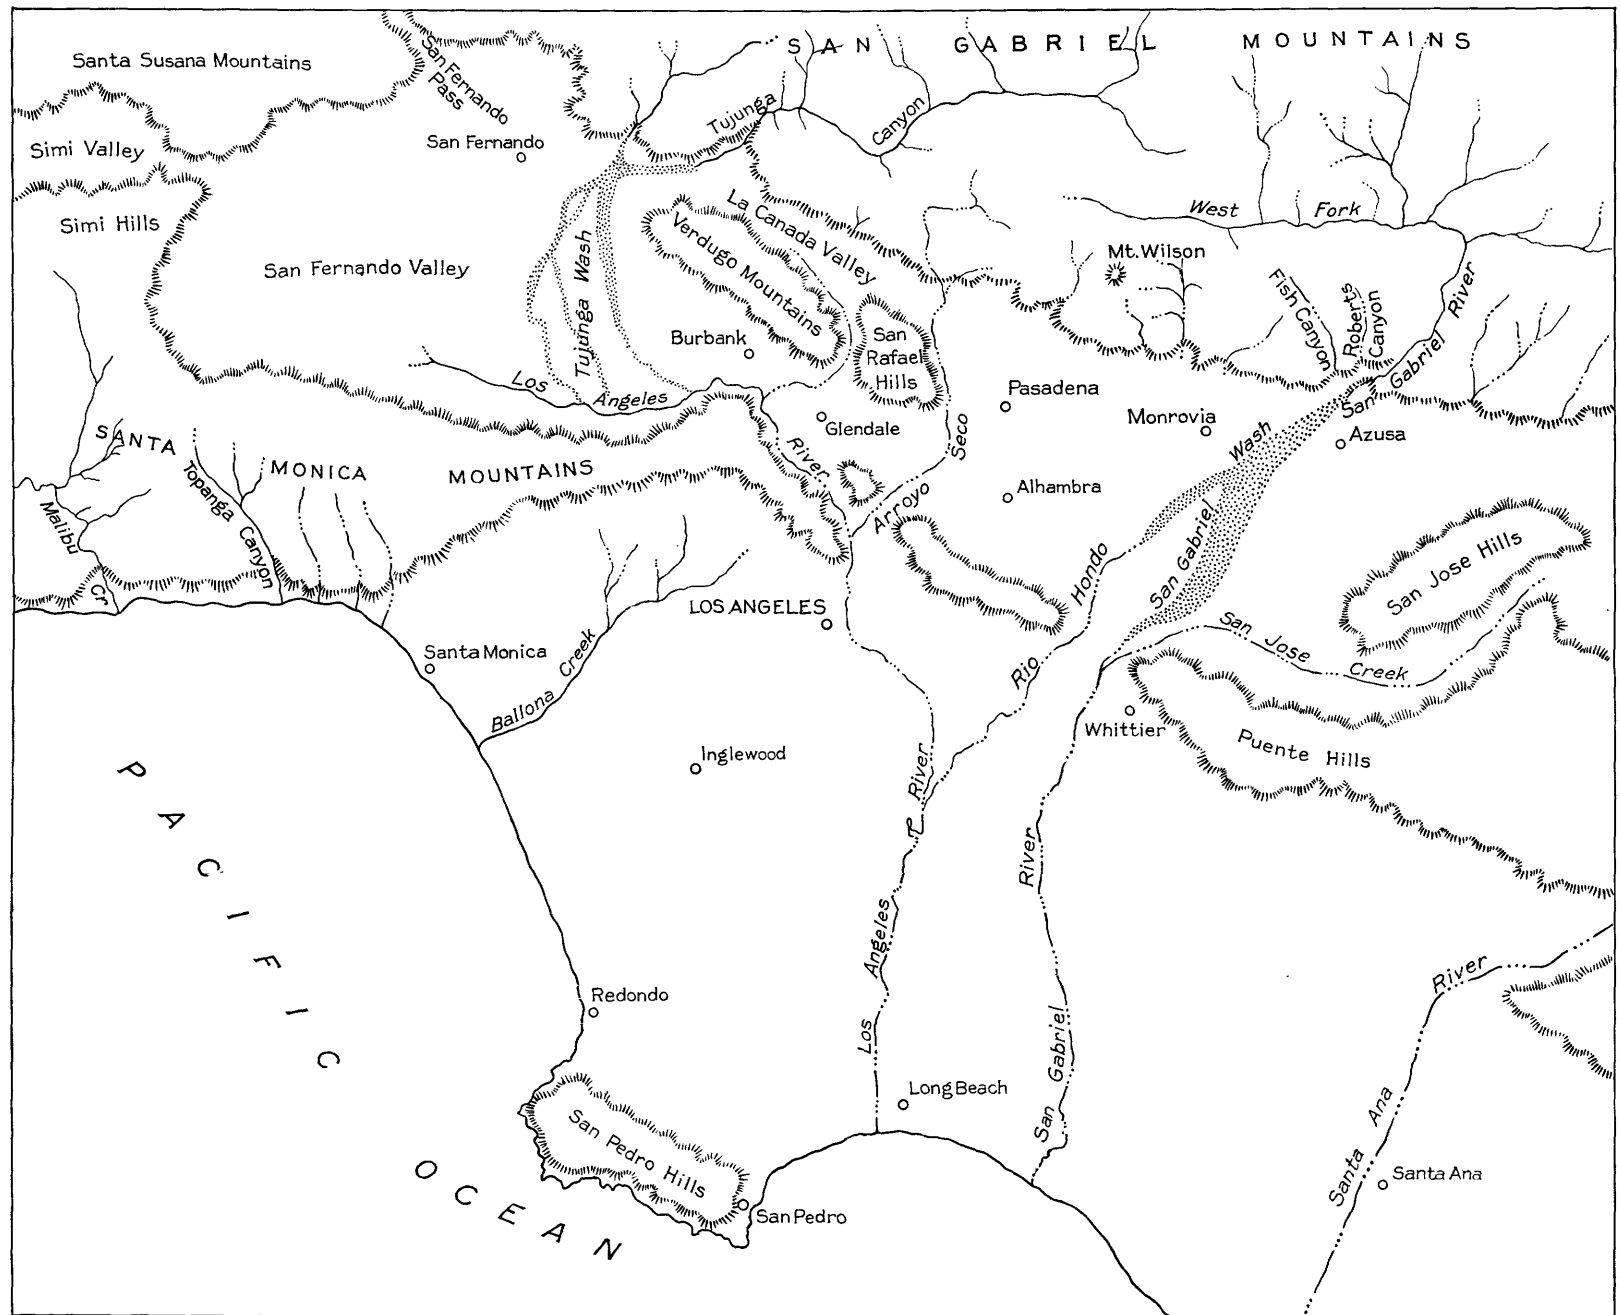 SAN GABRIEL MOUNTAINS
Santa Susana Mountains
San Fernando
Pass
Tujunga
Canyon
San Fernando
Simi Valley
Simi Hills
La Canada Valley
Verdugo Mountains
West Fork
Mt. Wilson
San Fernando Valley
Tujunga Wash
Fish Canyon
Roberts
Canyon
San Gabriel River
Burbank
San
Rafael
Hills
Los Angeles River
Pasadena
Glendale
Monrovia
Azusa
Arroyo Seco
Alhambra
SANTA MONICA MOUNTAINS
Topanga Canyon
Malibu Cr
San Gabriel Wash
San Jose Hills
Rio Hondo
LOS ANGELES
San Jose Creek
Santa Monica
Ballona Creek
Whittier
Puente Hills
Inglewood
Los Angeles River
San Gabriel River
PACIFIC OCEAN
Redondo
Long Beach
San Pedro Hills
San Pedro
Santa Ana River
Santa Ana